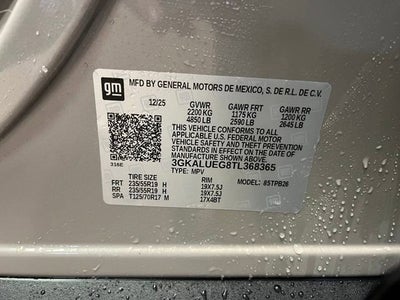 gm
MFD BY GENERAL MOTORS DE MEXICO, S. DE R.L. DE C.V.
12/25 GVWR GAWR FRT GAWR RR
2200 KG 1175 KG 1200 KG
4850 LB 2590 LB 2645 LB
THIS VEHICLE CONFORMS TO ALL
APPLICABLE U.S. FEDERAL MOTOR
VEHICLE SAFETY AND THEFT
PREVENTION STANDARDS IN EFFECT
ON THE DATE OF MANUFACTURE
SHOWN ABOVE.
3GKALUEG8TL368365
316E TYPE: MPV
TIRE SIZE RIM 85TPB26
FRT 235/55R19 H 19X7.5J
RR 235/55R19 H 19X7.5J
SPA T125/70R17 M 17X4BT